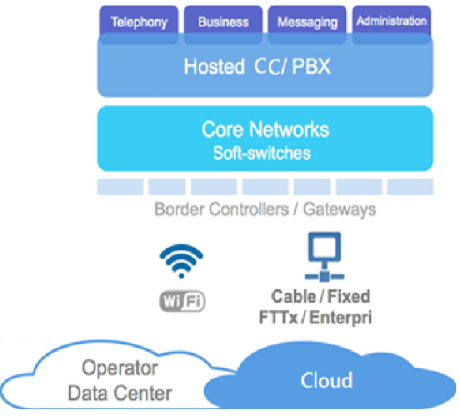 Telephony Business Messaging Administration
Hosted CC/ PBX
Core Networks
Soft-switches
Border Controllers / Gateways
WiFi
Cable / Fixed
FTTx / Enterpri
Operator
Data Center
Cloud